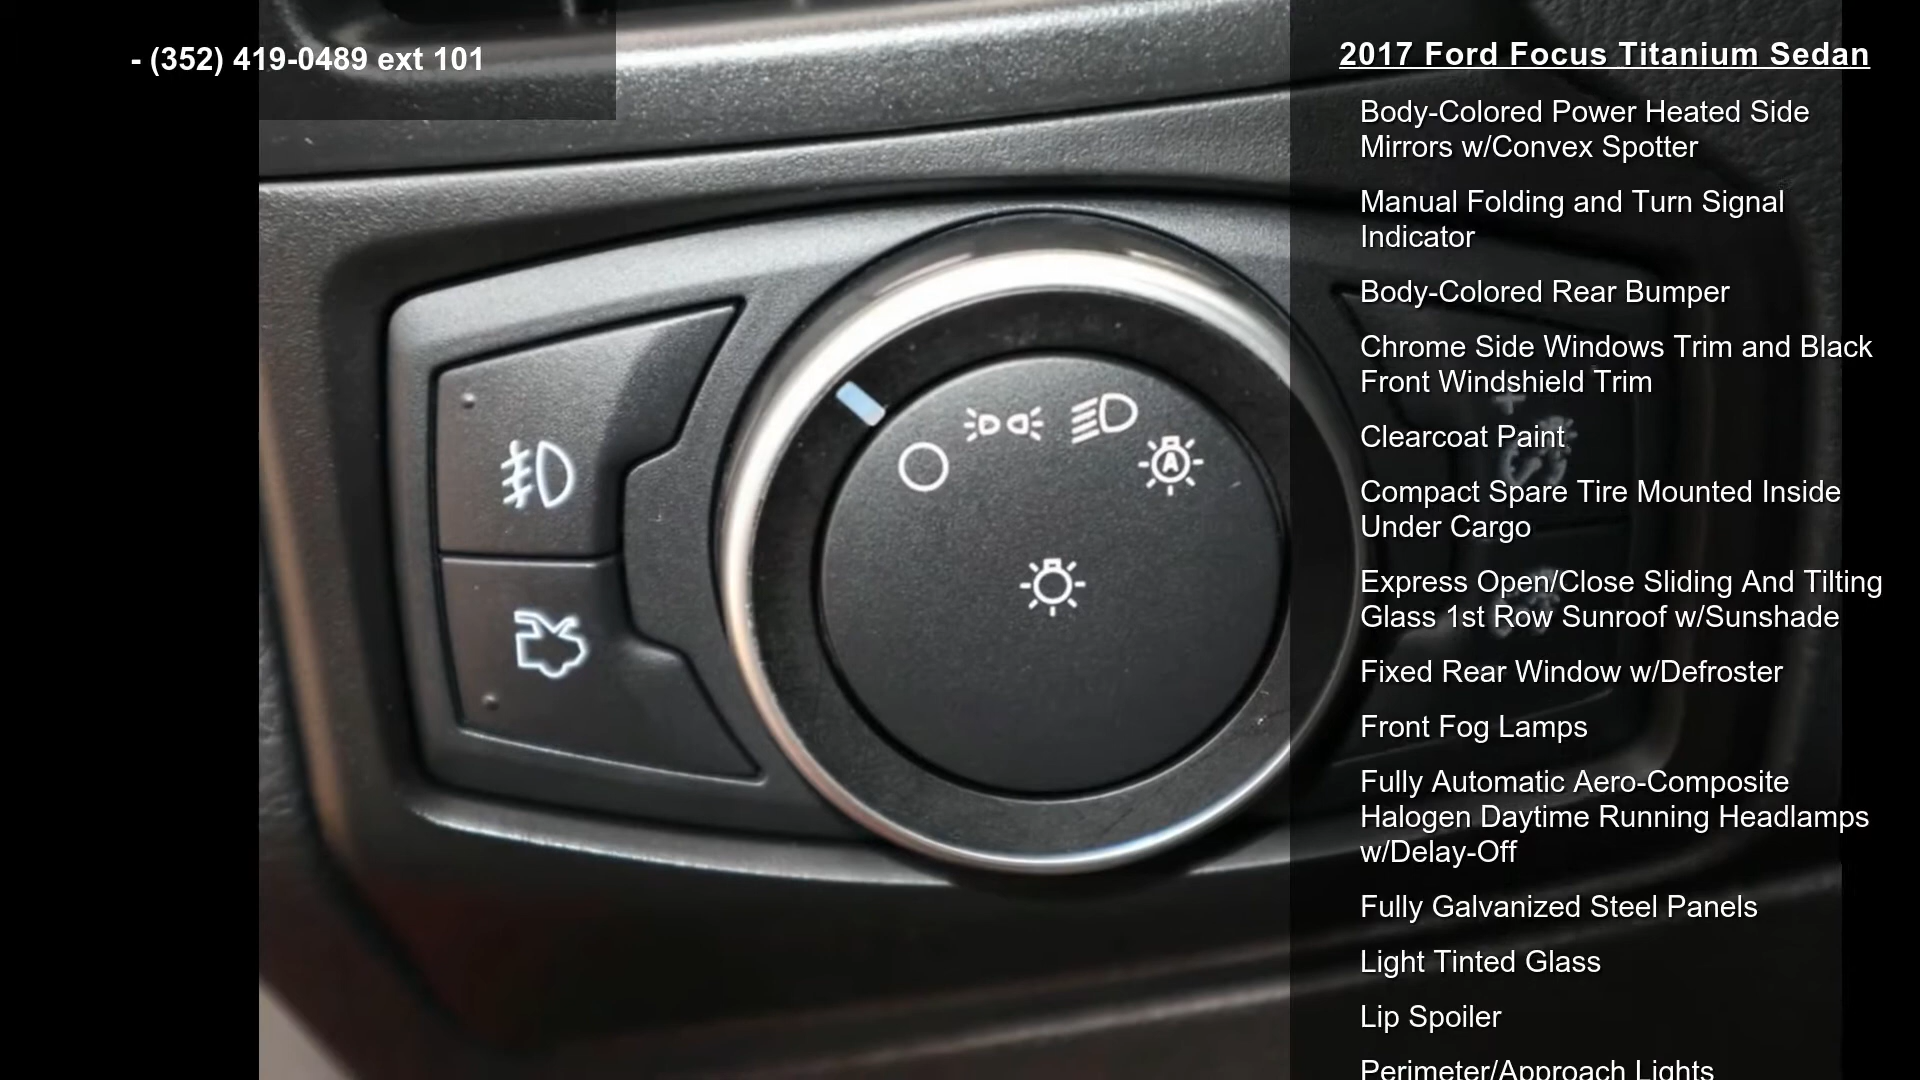 - (352) 419-0489 ext 101
2017 Ford Focus Titanium Sedan
Body-Colored Power Heated Side
Mirrors w/Convex Spotter
Manual Folding and Turn Signal
Indicator
Body-Colored Rear Bumper
Chrome Side Windows Trim and Black
Front Windshield Trim
Clearcoat Paint
Compact Spare Tire Mounted Inside
Under Cargo
Express Open/Close Sliding And Tilting
Glass 1st Row Sunroof w/Sunshade
Fixed Rear Window w/Defroster
Front Fog Lamps
Fully Automatic Aero-Composite
Halogen Daytime Running Headlamps
w/Delay-Off
Fully Galvanized Steel Panels
Light Tinted Glass
Lip Spoiler
Perimeter/Approach Lights
A